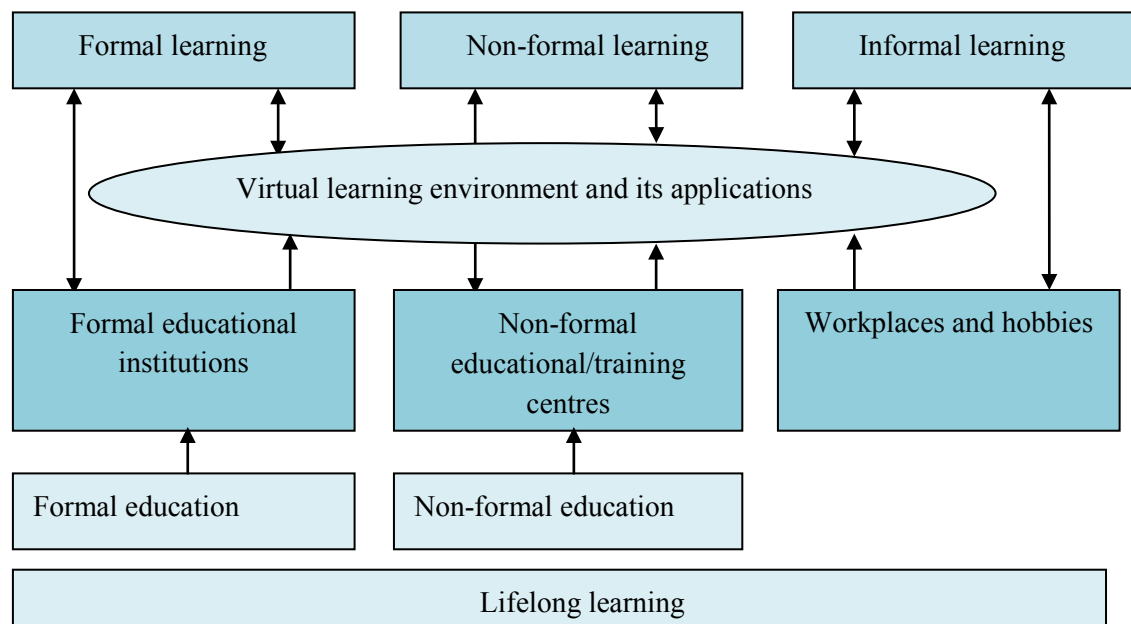 Formal learning
Non-formal learning
Informal learning
Virtual learning environment and its applications
Formal educational
institutions
Non-formal
educational/training
centres
Workplaces and hobbies
Formal education
Non-formal education
Lifelong learning